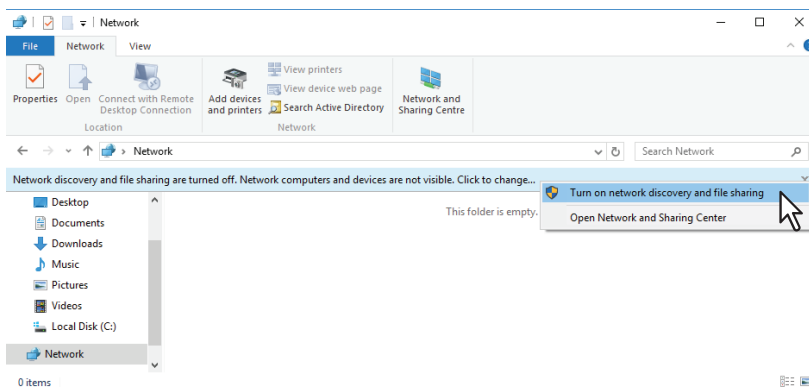 Network
File Network View
Properties Open Connect with Remote Desktop Connection
Location
Add devices and printers
View printers
View device web page
Search Active Directory
Network
Network and Sharing Centre
Network
Search Network
Network discovery and file sharing are turned off. Network computers and devices are not visible. Click to change...
Turn on network discovery and file sharing
Open Network and Sharing Center
This folder is empty.
Desktop
Documents
Downloads
Music
Pictures
Videos
Local Disk (C:)
Network
0 items